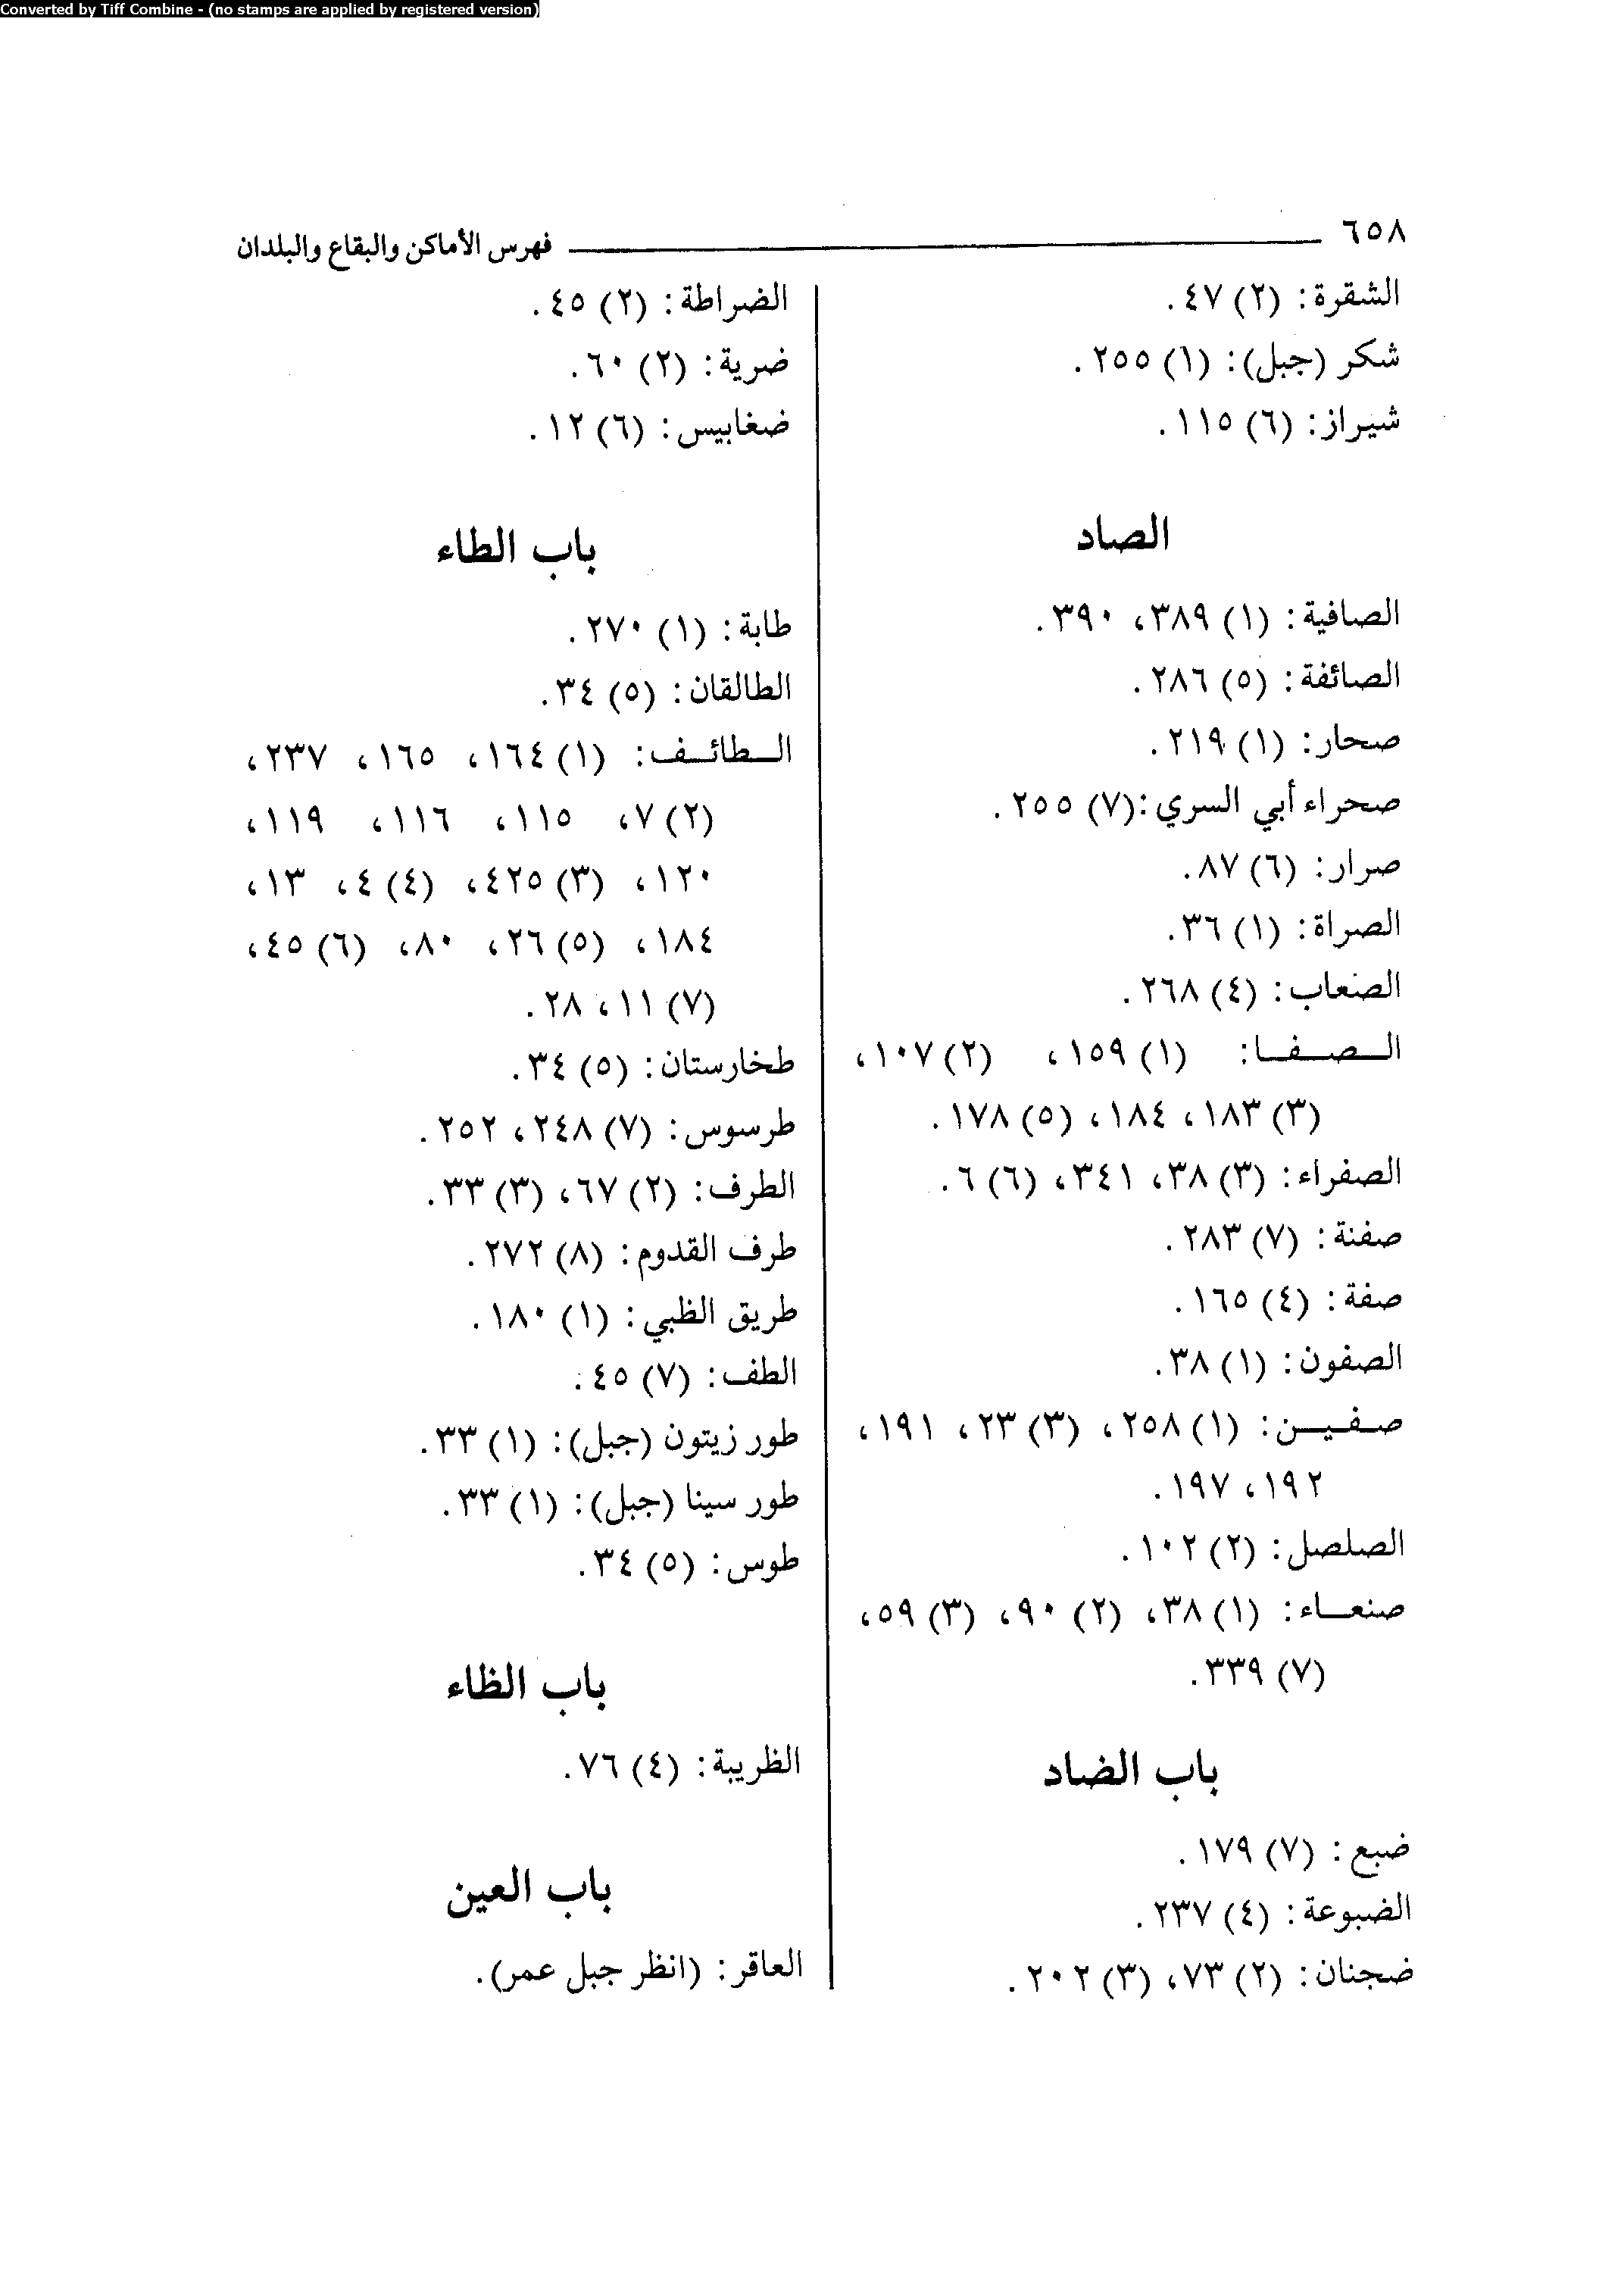 Converted by Tiff Combine - (no stamps are applied by registered version)
٦٥٨ فهرس الأماكن والبقاع والبلدان
الشقرة: (٢) ٤٧.
شكر (جبل): (١) ٢٥٥.
شيراز: (٦) ١١٥.
الصاد
الصافية: (١) ٣٨٩، ٣٩٠.
الصائفة: (٥) ٢٨٦.
صحار: (١) ٢١٩.
صحراء أبي السري: (٧) ٢٥٥.
صرار: (٦) ٨٧.
الصراة: (١) ٣٦.
الصعاب: (٤) ٢٦٨.
الصفا: (١) ١٥٩، (٢) ١٠٧،
(٣) ١٨٣، ١٨٤، (٥) ١٧٨.
الصفراء: (٣) ٣٨، ٣٤١، (٦) ٦.
صفنة: (٧) ٢٨٣.
صفة: (٤) ١٦٥.
الصفون: (١) ٣٨.
صفين: (١) ٢٥٨، (٣) ٢٣، ١٩١،
١٩٢، ١٩٧.
الصلصل: (٢) ١٠٢.
صنعاء: (١) ٣٨، (٢) ٩٠، (٣) ٥٩،
(٧) ٣٣٩.
باب الضاد
ضبع: (٧) ١٧٩.
الضبوعة: (٤) ٢٣٧.
ضجنان: (٢) ٧٣، (٣) ٢٠٢.
الضراطة: (٢) ٤٥.
ضرية: (٢) ٦٠.
ضغابيس: (٦) ١٢.
باب الطاء
طابة: (١) ٢٧٠.
الطالقان: (٥) ٣٤.
الطائف: (١) ١٦٤، ١٦٥، ٢٣٧،
(٢) ٧، ١١٥، ١١٦، ١١٩،
١٢٠، (٣) ٤٢٥، (٤) ٤، ١٣،
١٨٤، (٥) ٢٦، ٨٠، (٦) ٤٥،
(٧) ١١، ٢٨.
طخارستان: (٥) ٣٤.
طرسوس: (٧) ٢٤٨، ٢٥٢.
الطرف: (٢) ٦٧، (٣) ٣٣.
طرف القدوم: (٨) ٢٧٢.
طريق الظبي: (١) ١٨٠.
الطف: (٧) ٤٥.
طور زيتون (جبل): (١) ٣٣.
طور سينا (جبل): (١) ٣٣.
طوس: (٥) ٣٤.
باب الظاء
الظريبة: (٤) ٧٦.
باب العين
العاقر: (انظر جبل عمر).